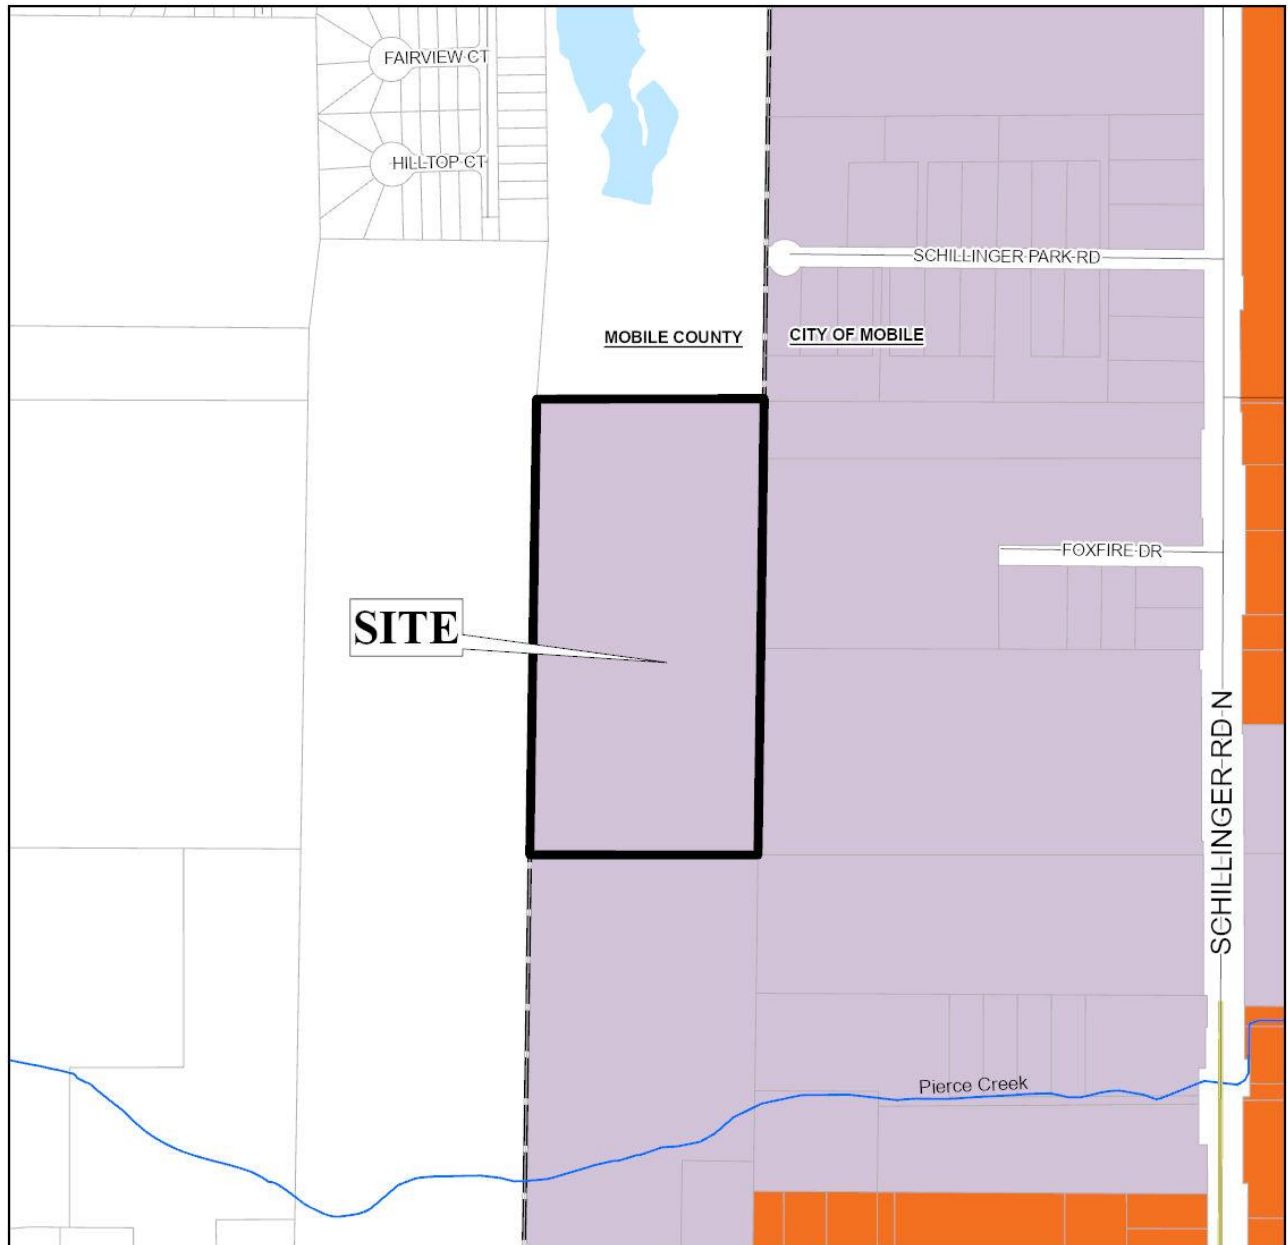 FAIRVIEW CT
HILLTOP CT
SCHILLINGER PARK RD
MOBILE COUNTY
CITY OF MOBILE
FOXFIRE DR
SITE
SCHILLINGER RD N
Pierce Creek